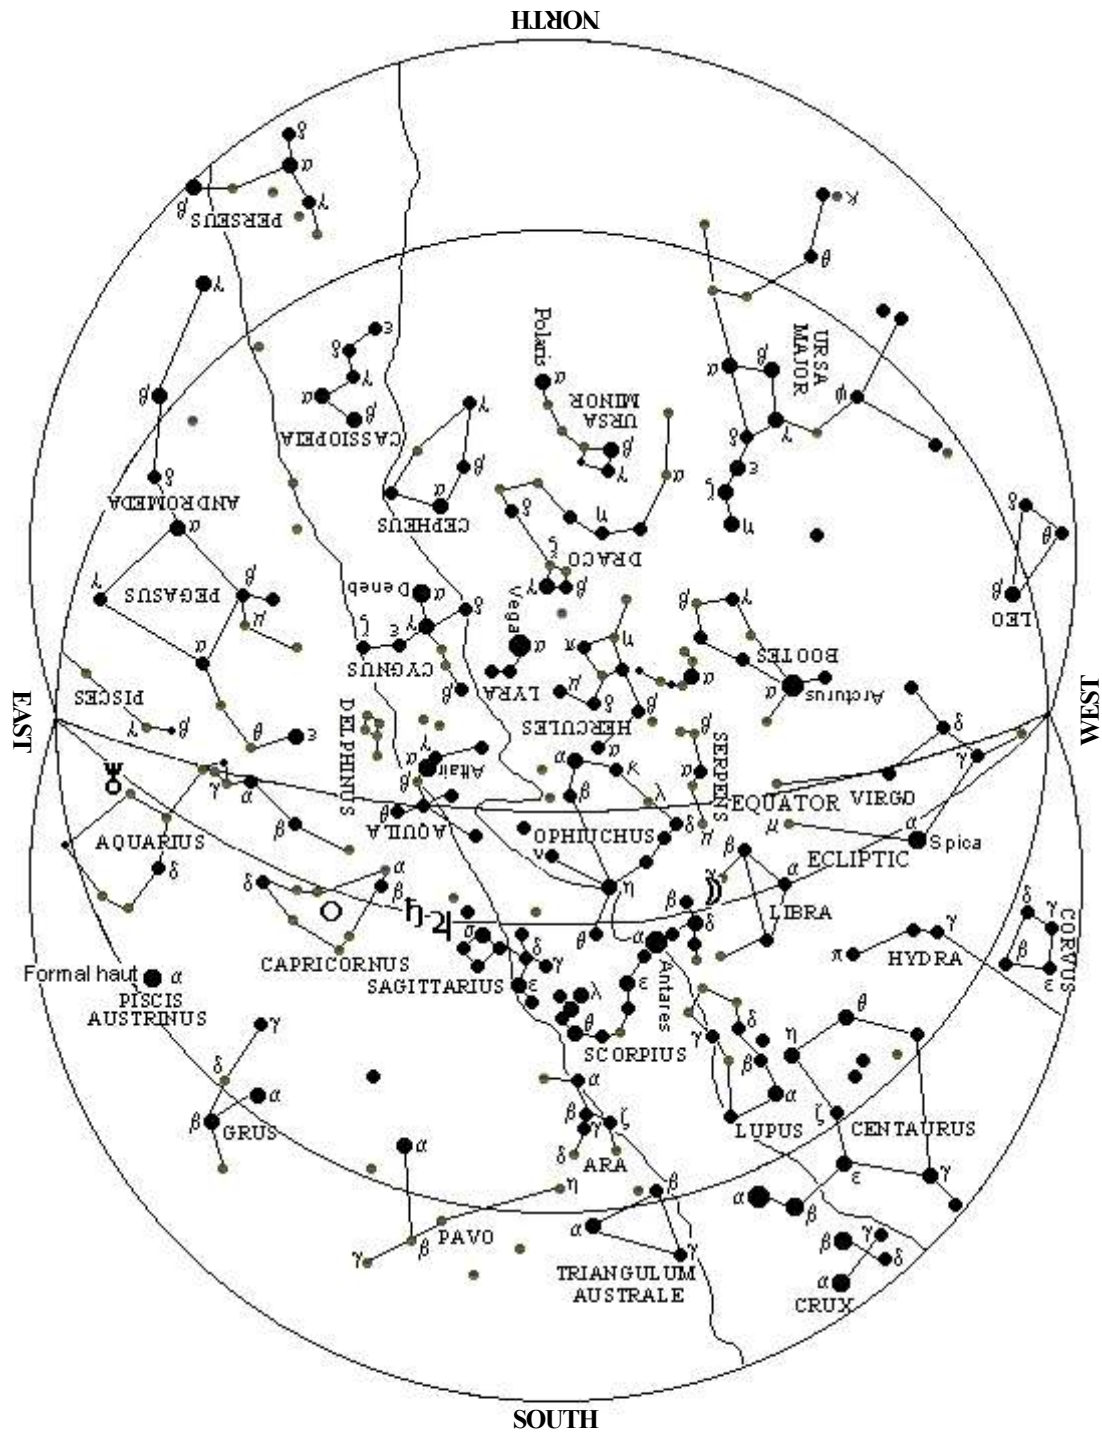 NORTH
δ
α
β
γ
PERSEUS
κ
θ
γ
Polaris
α
URSA
MINOR
β
γ
URSA
MAJOR
α
β
ψ
δ
γ
ε
ζ
η
ε
δ
γ
α
β
CASSIOPEIA
γ
β
α
CEPHEUS
β
δ
ANDROMEDA
α
γ
PEGASUS
β
μ
α
δ
η
α
ζ
DRACO
γ
β
δ
θ
β
LEO
Deneb
α
δ
γ
ε
ζ
CYGNUS
β
Vega
α
LYRA
π
η
μ
δ
β
HERCULES
α
α
β
γ
BOOTES
α
Arcturus
EAST
WEST
PISCES
γ
β
θ
ε
DELPHINUS
γ
α
Altair
β
θ
AQUILA
α
κ
β
λ
δ
OPHIUCHUS
ν
η
θ
SERPENS
β
α
μ
EQUATOR
VIRGO
δ
γ
μ
α
Spica
ECLIPTIC
♆
AQUARIUS
γ
α
β
δ
δ
α
β
CAPRICORNUS
♄
♃
SAGITTARIUS
σ
δ
γ
ε
β
α
γ
LIBRA
β
δ
α
Antares
ε
λ
θ
SCORPIUS
π
HYDRA
γ
δ
γ
β
ε
CORVUS
Formal haut
α
PISCIS
AUSTRINUS
γ
δ
α
β
GRUS
δ
γ
β
α
LUPUS
θ
η
ζ
CENTAURUS
ε
γ
α
β
α
β
γ
ζ
δ
ARA
α
η
PAVO
β
γ
β
α
γ
TRIANGULUM
AUSTRALE
β
γ
δ
α
CRUX
SOUTH